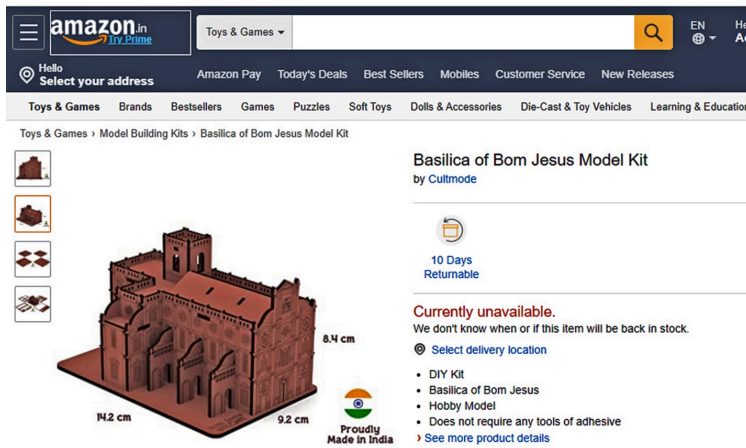 amazon.in
Try Prime
Toys & Games
EN
Hello
Select your address
Amazon Pay Today's Deals Best Sellers Mobiles Customer Service New Releases
Toys & Games Brands Bestsellers Games Puzzles Soft Toys Dolls & Accessories Die-Cast & Toy Vehicles Learning &
Toys & Games › Model Building Kits › Basilica of Bom Jesus Model Kit
Basilica of Bom Jesus Model Kit
by Cultmode
10 Days
Returnable
Currently unavailable.
We don't know when or if this item will be back in stock.
Select delivery location
• DIY Kit
• Basilica of Bom Jesus
• Hobby Model
• Does not require any tools of adhesive
› See more product details
8.4 cm
14.2 cm
9.2 cm
Proudly
Made in India